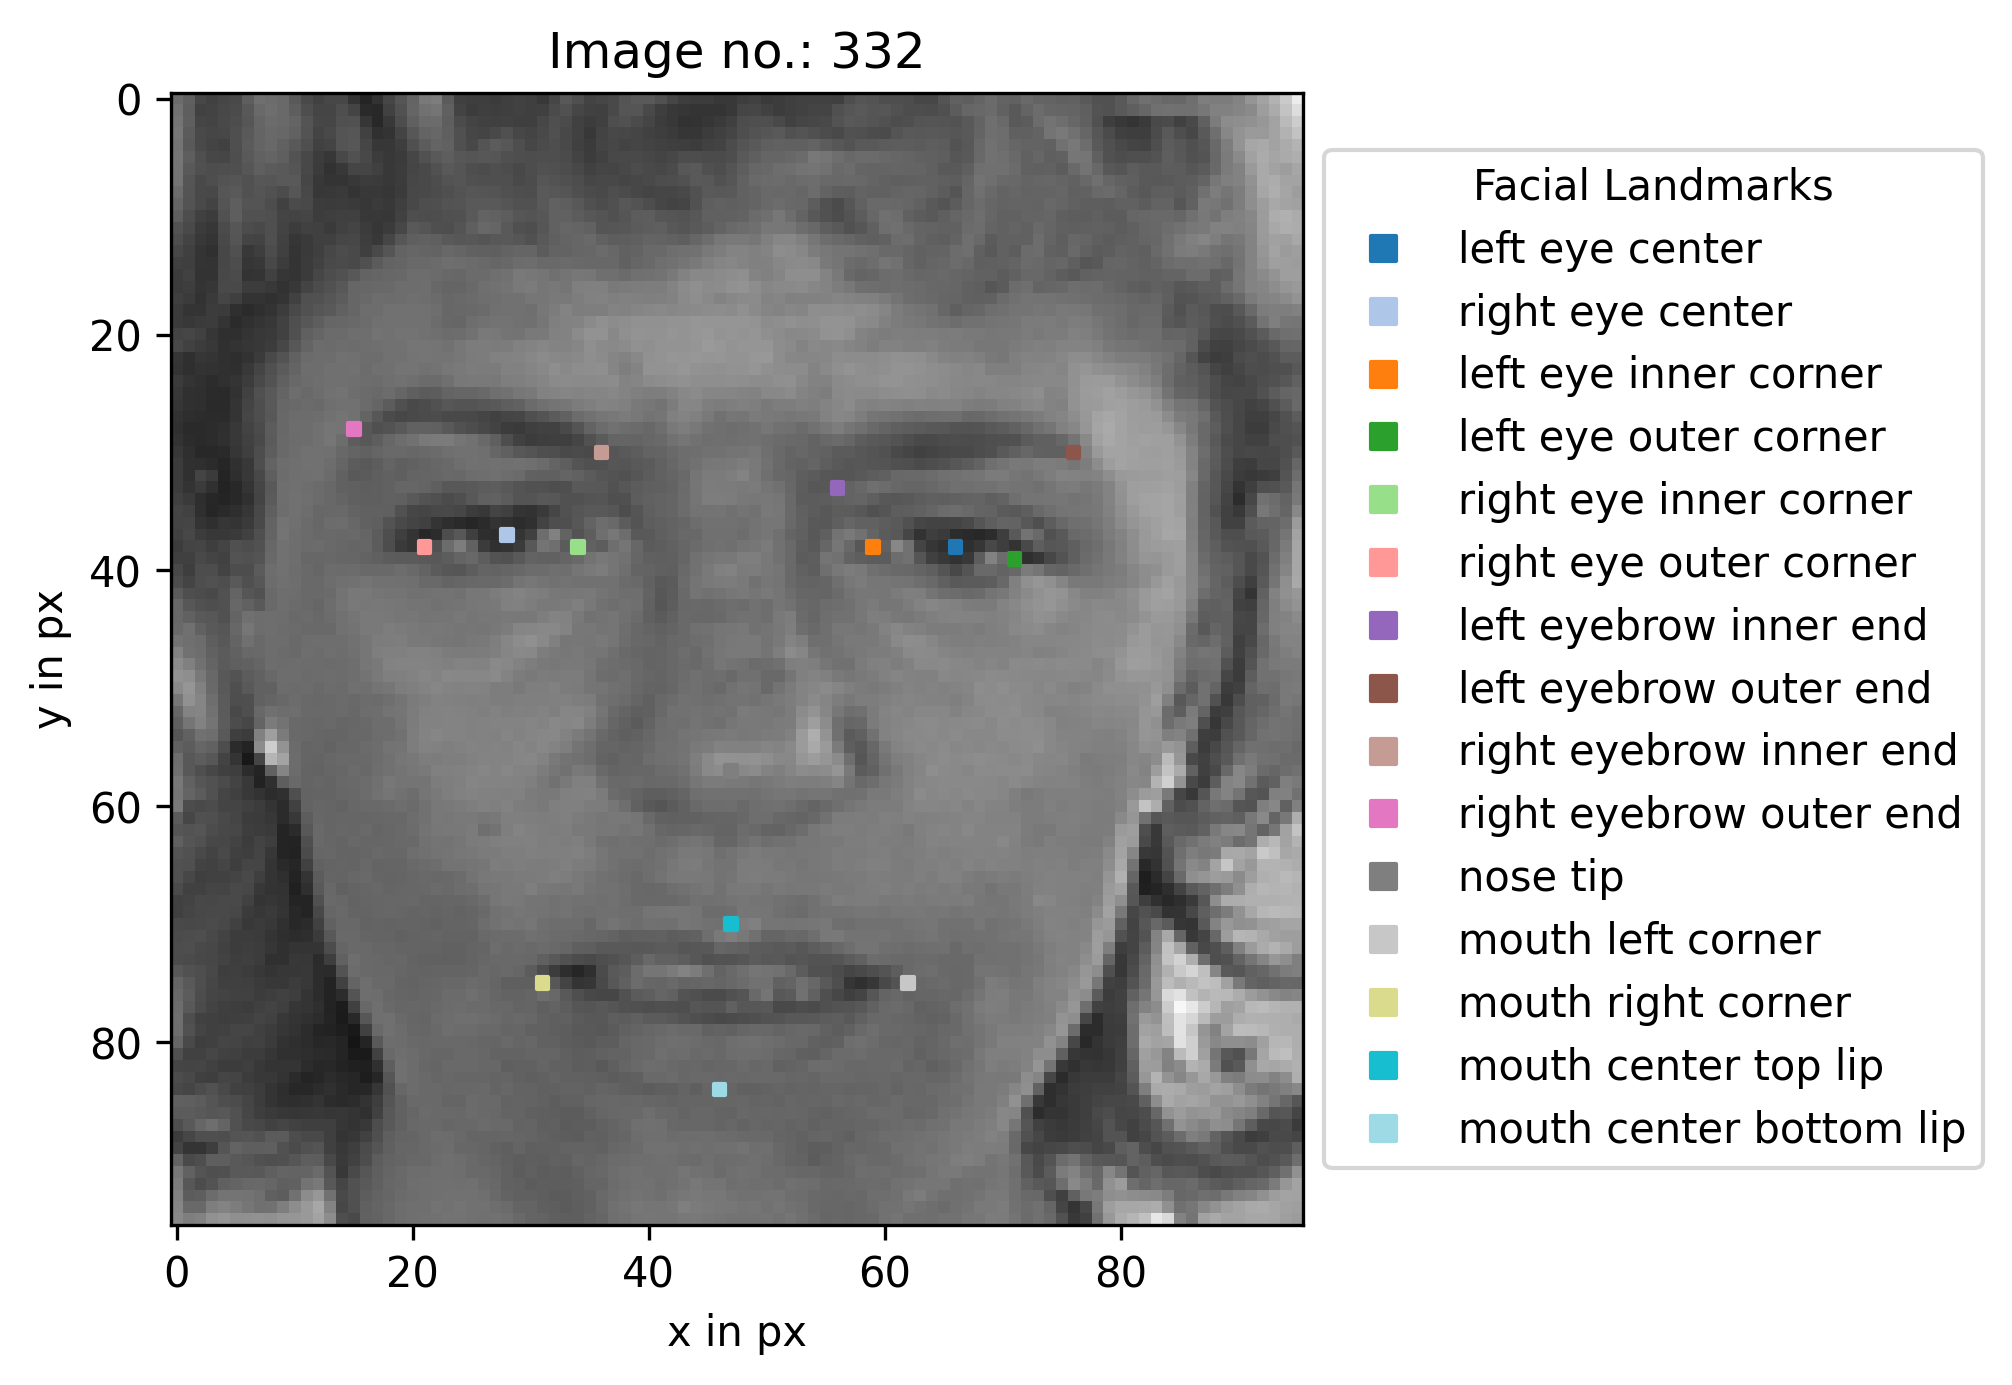 Image no.: 332
0
20
40
60
80
y in px
0 20 40 60 80
x in px
Facial Landmarks
left eye center
right eye center
left eye inner corner
left eye outer corner
right eye inner corner
right eye outer corner
left eyebrow inner end
left eyebrow outer end
right eyebrow inner end
right eyebrow outer end
nose tip
mouth left corner
mouth right corner
mouth center top lip
mouth center bottom lip